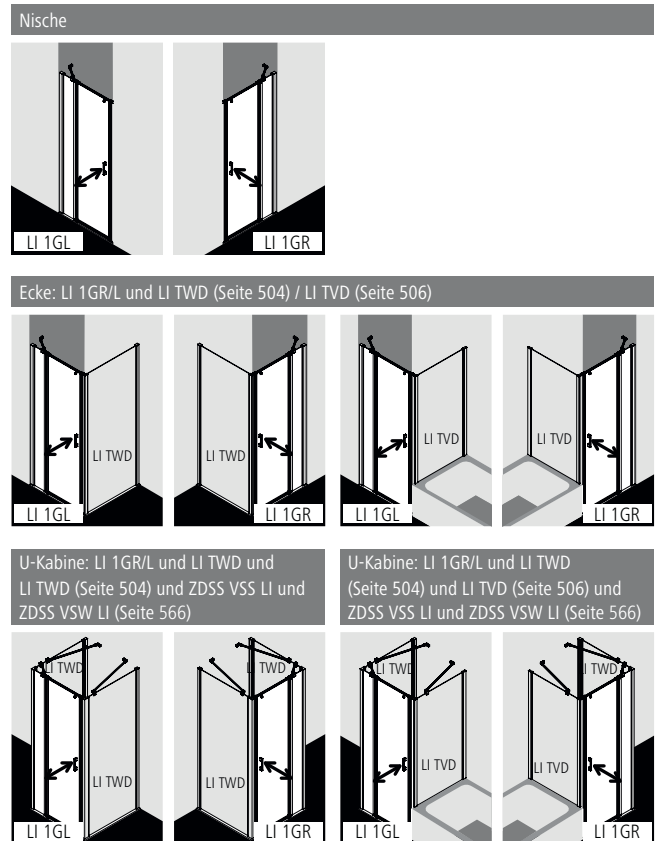 Nische
LI 1GL
LI 1GR
Ecke: LI 1GR/L und LI TWD (Seite 504) / LI TVD (Seite 506)
LI TWD
LI TWD
LI TVD
LI TVD
LI 1GL
LI 1GR
LI 1GL
LI 1GR
U-Kabine: LI 1GR/L und LI TWD und
LI TWD (Seite 504) und ZDSS VSS LI und
ZDSS VSW LI (Seite 566)
U-Kabine: LI 1GR/L und LI TWD
(Seite 504) und LI TVD (Seite 506) und
ZDSS VSS LI und ZDSS VSW LI (Seite 566)
LI TWD
LI TWD
LI TWD
LI TWD
LI TWD
LI TWD
LI TVD
LI TVD
LI 1GL
LI 1GR
LI 1GL
LI 1GR